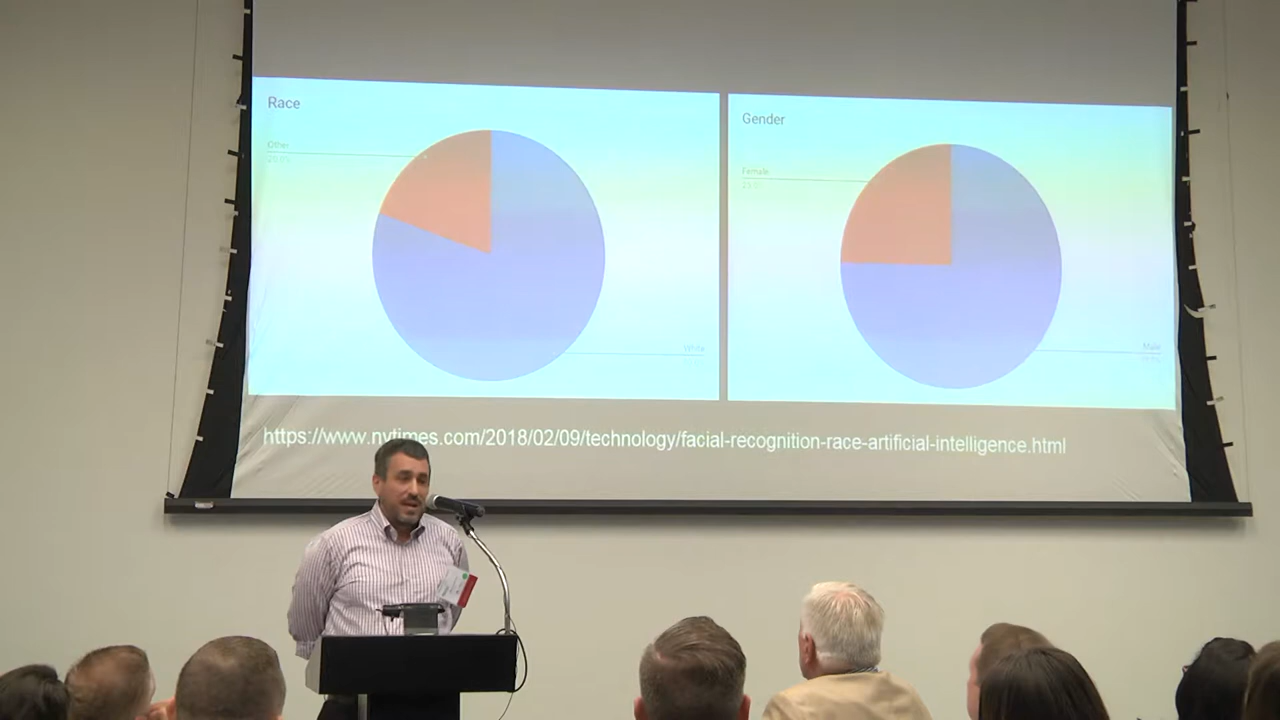 Race
Other
White
Gender
Female
Male
https://www.nytimes.com/2018/02/09/technology/facial-recognition-race-artificial-intelligence.html